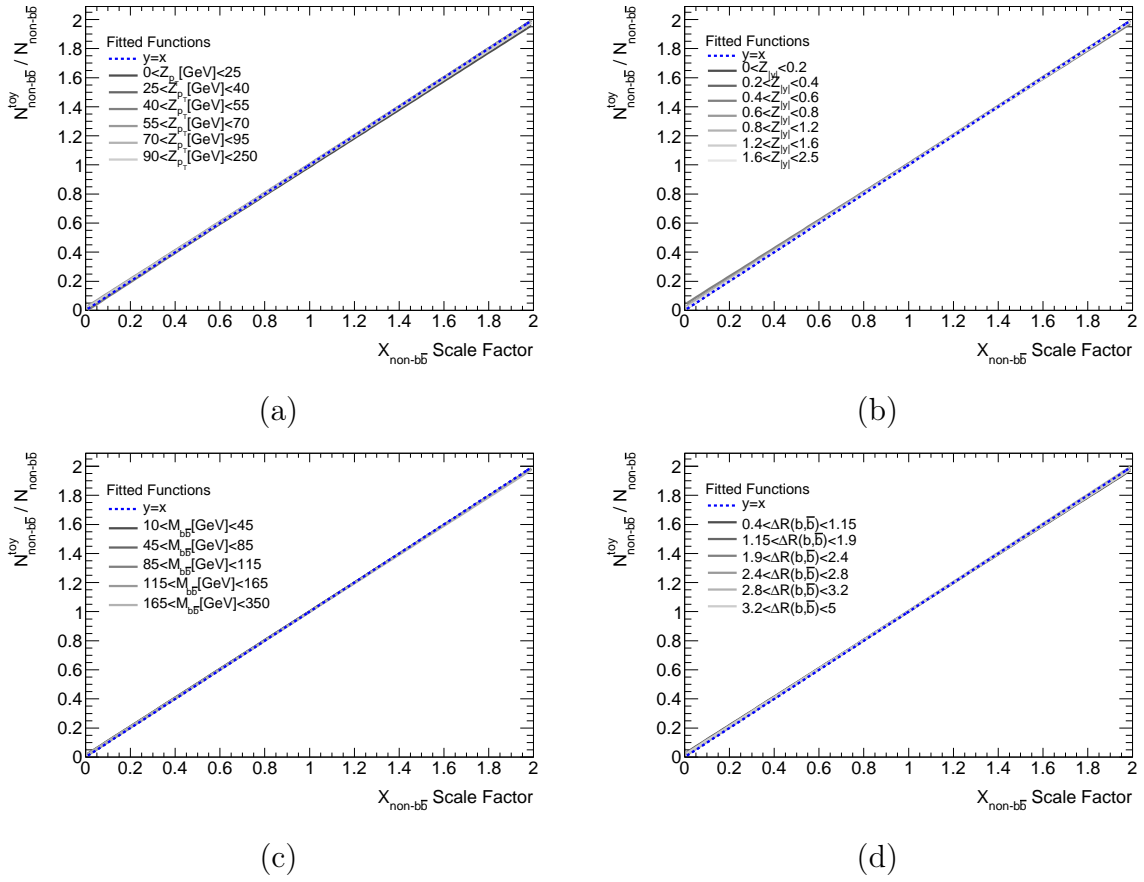 N^toy_non-bb̅ / N_non-bb̅
2
1.8
1.6
1.4
1.2
1
0.8
0.6
0.4
0.2
0
Fitted Functions
y=x
0<Z_p_T[GeV]<25
25<Z_p_T[GeV]<40
40<Z_p_T[GeV]<55
55<Z_p_T[GeV]<70
70<Z_p_T[GeV]<95
90<Z_p_T[GeV]<250
0 0.2 0.4 0.6 0.8 1 1.2 1.4 1.6 1.8 2
X_non-bb̅ Scale Factor
(a)
N^toy_non-bb̅ / N_non-bb̅
2
1.8
1.6
1.4
1.2
1
0.8
0.6
0.4
0.2
0
Fitted Functions
y=x
0<Z_|y|<0.2
0.2<Z_|y|<0.4
0.4<Z_|y|<0.6
0.6<Z_|y|<0.8
0.8<Z_|y|<1.2
1.2<Z_|y|<1.6
1.6<Z_|y|<2.5
0 0.2 0.4 0.6 0.8 1 1.2 1.4 1.6 1.8 2
X_non-bb̅ Scale Factor
(b)
N^toy_non-bb̅ / N_non-bb̅
2
1.8
1.6
1.4
1.2
1
0.8
0.6
0.4
0.2
0
Fitted Functions
y=x
10<M_bb̅[GeV]<45
45<M_bb̅[GeV]<85
85<M_bb̅[GeV]<115
115<M_bb̅[GeV]<165
165<M_bb̅[GeV]<350
0 0.2 0.4 0.6 0.8 1 1.2 1.4 1.6 1.8 2
X_non-bb̅ Scale Factor
(c)
N^toy_non-bb̅ / N_non-bb̅
2
1.8
1.6
1.4
1.2
1
0.8
0.6
0.4
0.2
0
Fitted Functions
y=x
0.4<ΔR(b,b̅)<1.15
1.15<ΔR(b,b̅)<1.9
1.9<ΔR(b,b̅)<2.4
2.4<ΔR(b,b̅)<2.8
2.8<ΔR(b,b̅)<3.2
3.2<ΔR(b,b̅)<5
0 0.2 0.4 0.6 0.8 1 1.2 1.4 1.6 1.8 2
X_non-bb̅ Scale Factor
(d)